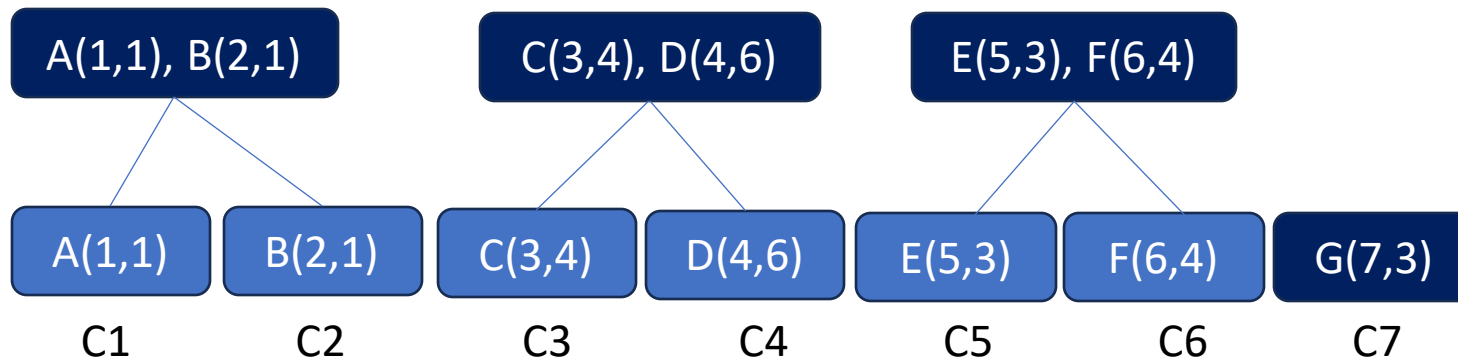 A(1,1), B(2,1) C(3,4), D(4,6) E(5,3), F(6,4)
A(1,1) B(2,1) C(3,4) D(4,6) E(5,3) F(6,4) G(7,3)
C1 C2 C3 C4 C5 C6 C7